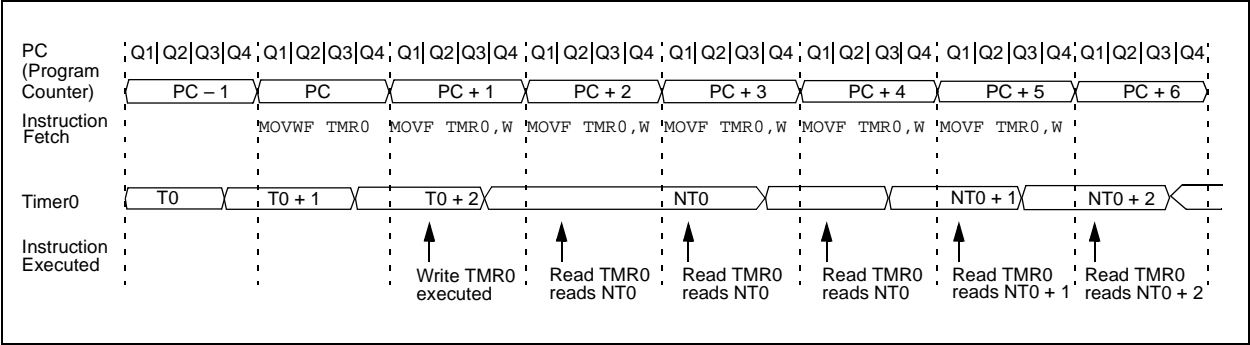 PC (Program Counter)
Q1 Q2 Q3 Q4 Q1 Q2 Q3 Q4 Q1 Q2 Q3 Q4 Q1 Q2 Q3 Q4 Q1 Q2 Q3 Q4 Q1 Q2 Q3 Q4 Q1 Q2 Q3 Q4 Q1 Q2 Q3 Q4
PC – 1 PC PC + 1 PC + 2 PC + 3 PC + 4 PC + 5 PC + 6
Instruction Fetch
MOVWF TMR0 MOVF TMR0,W MOVF TMR0,W MOVF TMR0,W MOVF TMR0,W MOVF TMR0,W
Timer0
T0 T0 + 1 T0 + 2 NT0 NT0 + 1 NT0 + 2
Instruction Executed
Write TMR0 executed
Read TMR0 reads NT0
Read TMR0 reads NT0
Read TMR0 reads NT0
Read TMR0 reads NT0 + 1
Read TMR0 reads NT0 + 2